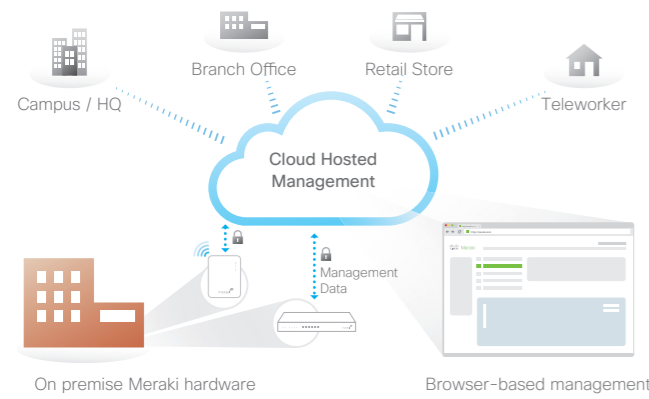 Branch Office
Retail Store
Campus / HQ
Teleworker
Cloud Hosted
Management
Management
Data
On premise Meraki hardware
Browser-based management